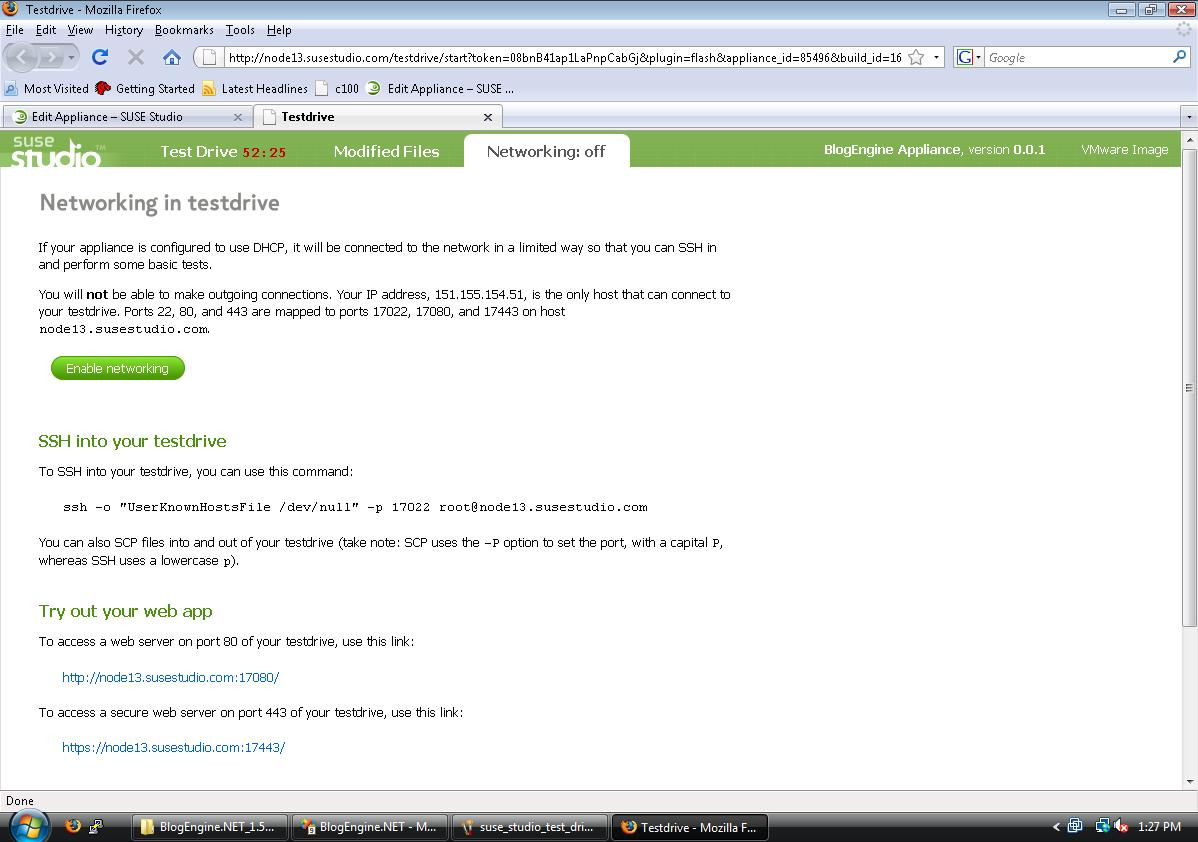 Testdrive - Mozilla Firefox
File Edit View History Bookmarks Tools Help
http://node13.susestudio.com/testdrive/start?token=08bnB41ap1LaPnpCabGj&plugin=flash&appliance_id=85496&build_id=16
G Google
Most Visited Getting Started Latest Headlines c100 Edit Appliance – SUSE ...
Edit Appliance – SUSE Studio
Testdrive
suse studio™
Test Drive 52:25 Modified Files Networking: off BlogEngine Appliance, version 0.0.1 VMware Image
Networking in testdrive
If your appliance is configured to use DHCP, it will be connected to the network in a limited way so that you can SSH in
and perform some basic tests.
You will not be able to make outgoing connections. Your IP address, 151.155.154.51, is the only host that can connect to
your testdrive. Ports 22, 80, and 443 are mapped to ports 17022, 17080, and 17443 on host
node13.susestudio.com.
Enable networking
SSH into your testdrive
To SSH into your testdrive, you can use this command:
ssh -o "UserKnownHostsFile /dev/null" -p 17022 root@node13.susestudio.com
You can also SCP files into and out of your testdrive (take note: SCP uses the -P option to set the port, with a capital P,
whereas SSH uses a lowercase p).
Try out your web app
To access a web server on port 80 of your testdrive, use this link:
http://node13.susestudio.com:17080/
To access a secure web server on port 443 of your testdrive, use this link:
https://node13.susestudio.com:17443/
Done
BlogEngine.NET_1.5... BlogEngine.NET - M... suse_studio_test_dri... Testdrive - Mozilla F... 1:27 PM